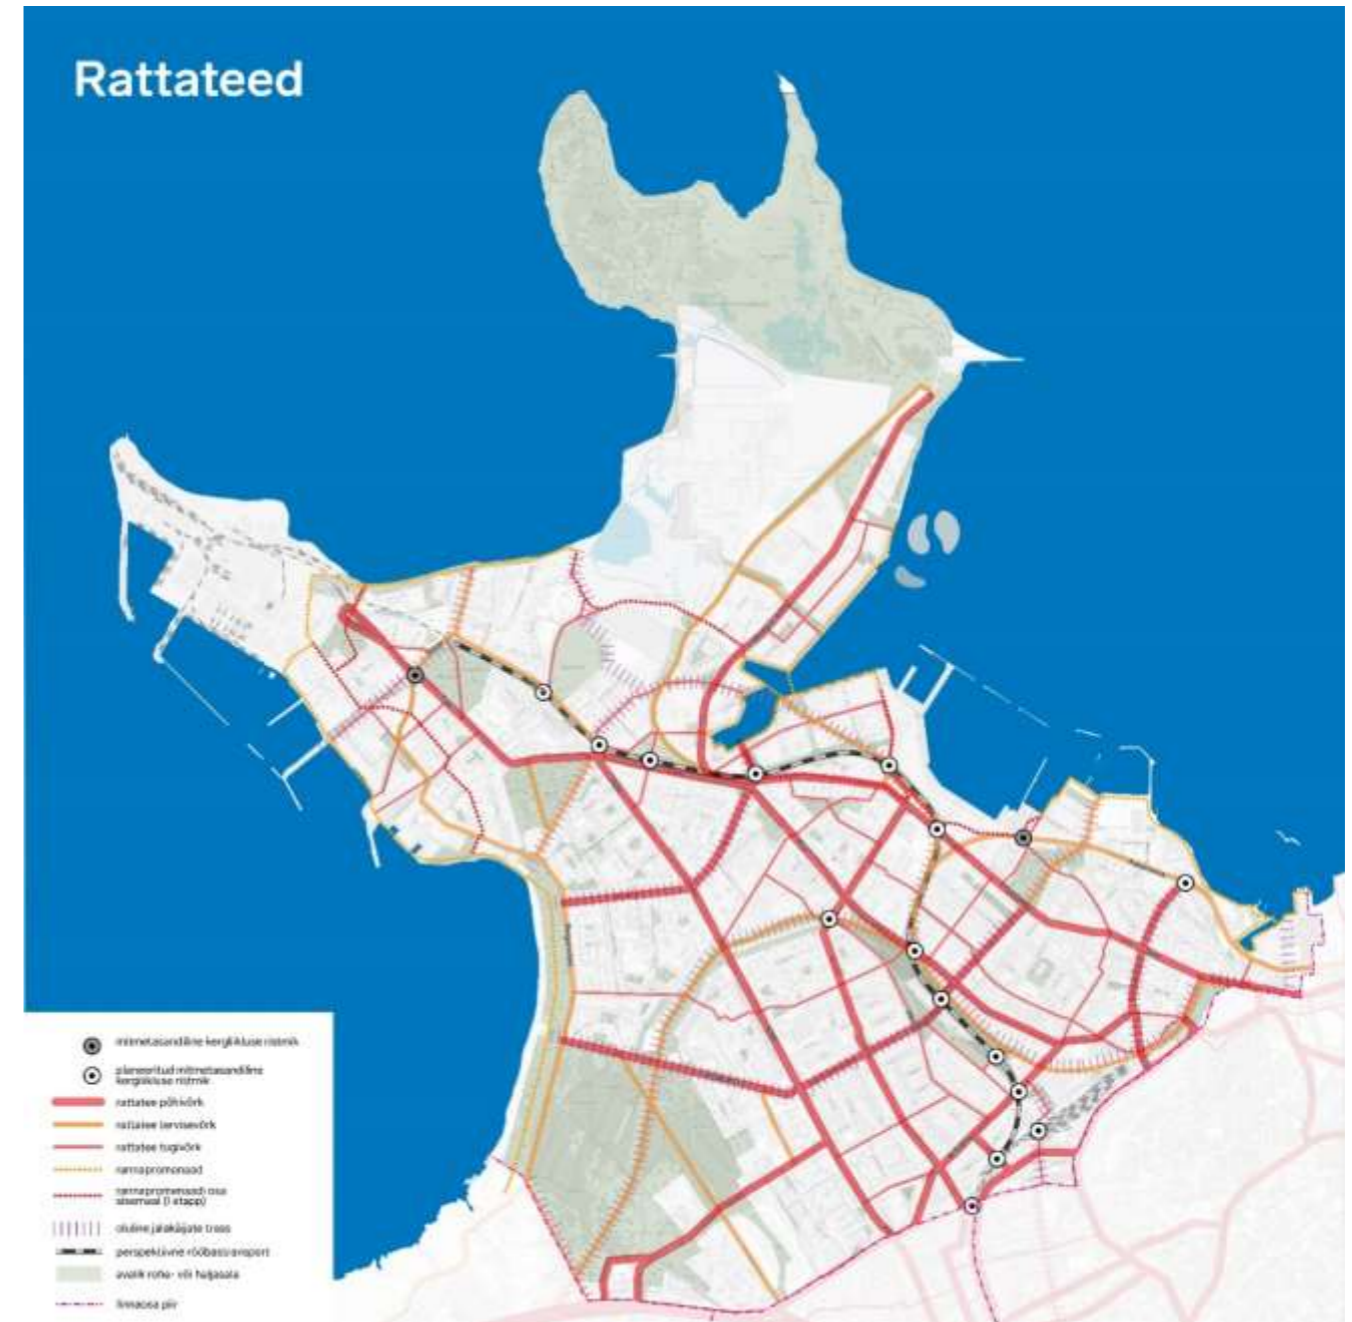 Rattateed
mitmetasandiline kergliikluse ristmik
planeeritud mitmetasandiline
kergliikluse ristmik
rattatee põhivõrk
rattatee tervisevõrk
rattatee tugivõrk
rannapromenaad
rannapromenaadi osa
sisemaal (I etapp)
oluline jalakäijate trass
perspektiivne rööbastransport
avalik rohe- või haljasala
linnaosa piir